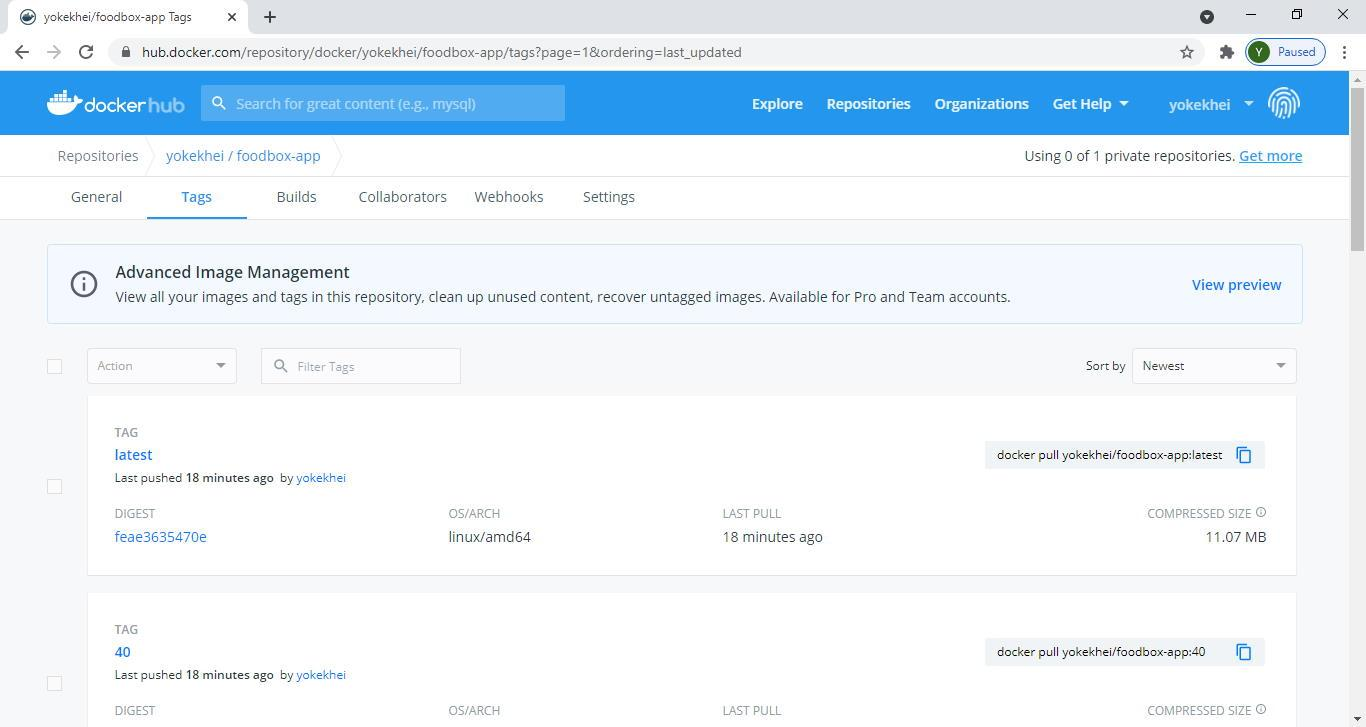 yokekhei/foodbox-app Tags
hub.docker.com/repository/docker/yokekhei/foodbox-app/tags?page=1&ordering=last_updated
Y Paused
dockerhub
Search for great content (e.g., mysql)
Explore Repositories Organizations Get Help yokekhei
Repositories yokekhei / foodbox-app Using 0 of 1 private repositories. Get more
General Tags Builds Collaborators Webhooks Settings
Advanced Image Management
View all your images and tags in this repository, clean up unused content, recover untagged images. Available for Pro and Team accounts.
View preview
Action Filter Tags Sort by Newest
TAG
latest
docker pull yokekhei/foodbox-app:latest
Last pushed 18 minutes ago by yokekhei
DIGEST OS/ARCH LAST PULL COMPRESSED SIZE
feae3635470e linux/amd64 18 minutes ago 11.07 MB
TAG
40
docker pull yokekhei/foodbox-app:40
Last pushed 18 minutes ago by yokekhei
DIGEST OS/ARCH LAST PULL COMPRESSED SIZE